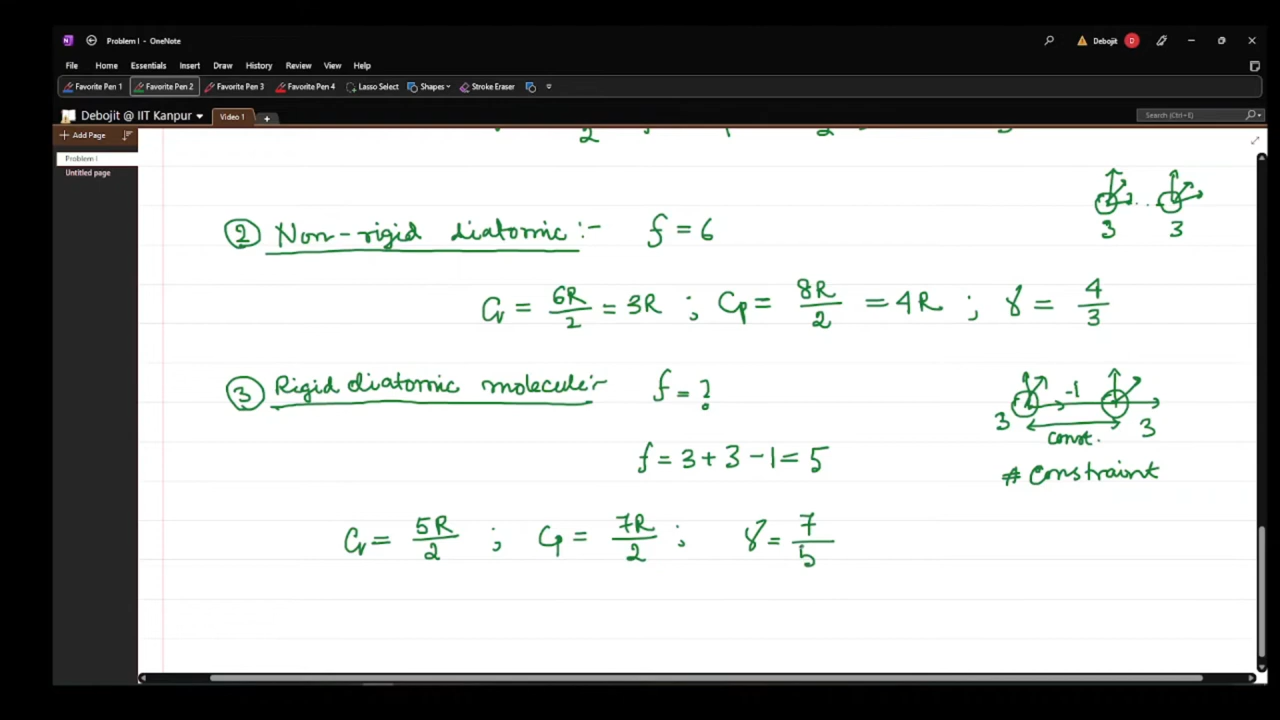 Problem I - OneNote
Debojit D
File Home Essentials Insert Draw History Review View Help
Favorite Pen 1 Favorite Pen 2 Favorite Pen 3 Favorite Pen 4 Lasso Select Shapes Stroke Eraser
Debojit @ IIT Kanpur Video 1 Search (Ctrl+E)
Add Page
Problem I
Untitled page
2 2
② Non-rigid diatomic :- f = 6
3 3
Cv = 6R/2 = 3R ; Cp = 8R/2 = 4R ; γ = 4/3
③ Rigid diatomic molecule :- f = ?
3 -1 3
const.
f = 3 + 3 - 1 = 5
# constraint
Cv = 5R/2 ; Cp = 7R/2 ; γ = 7/5